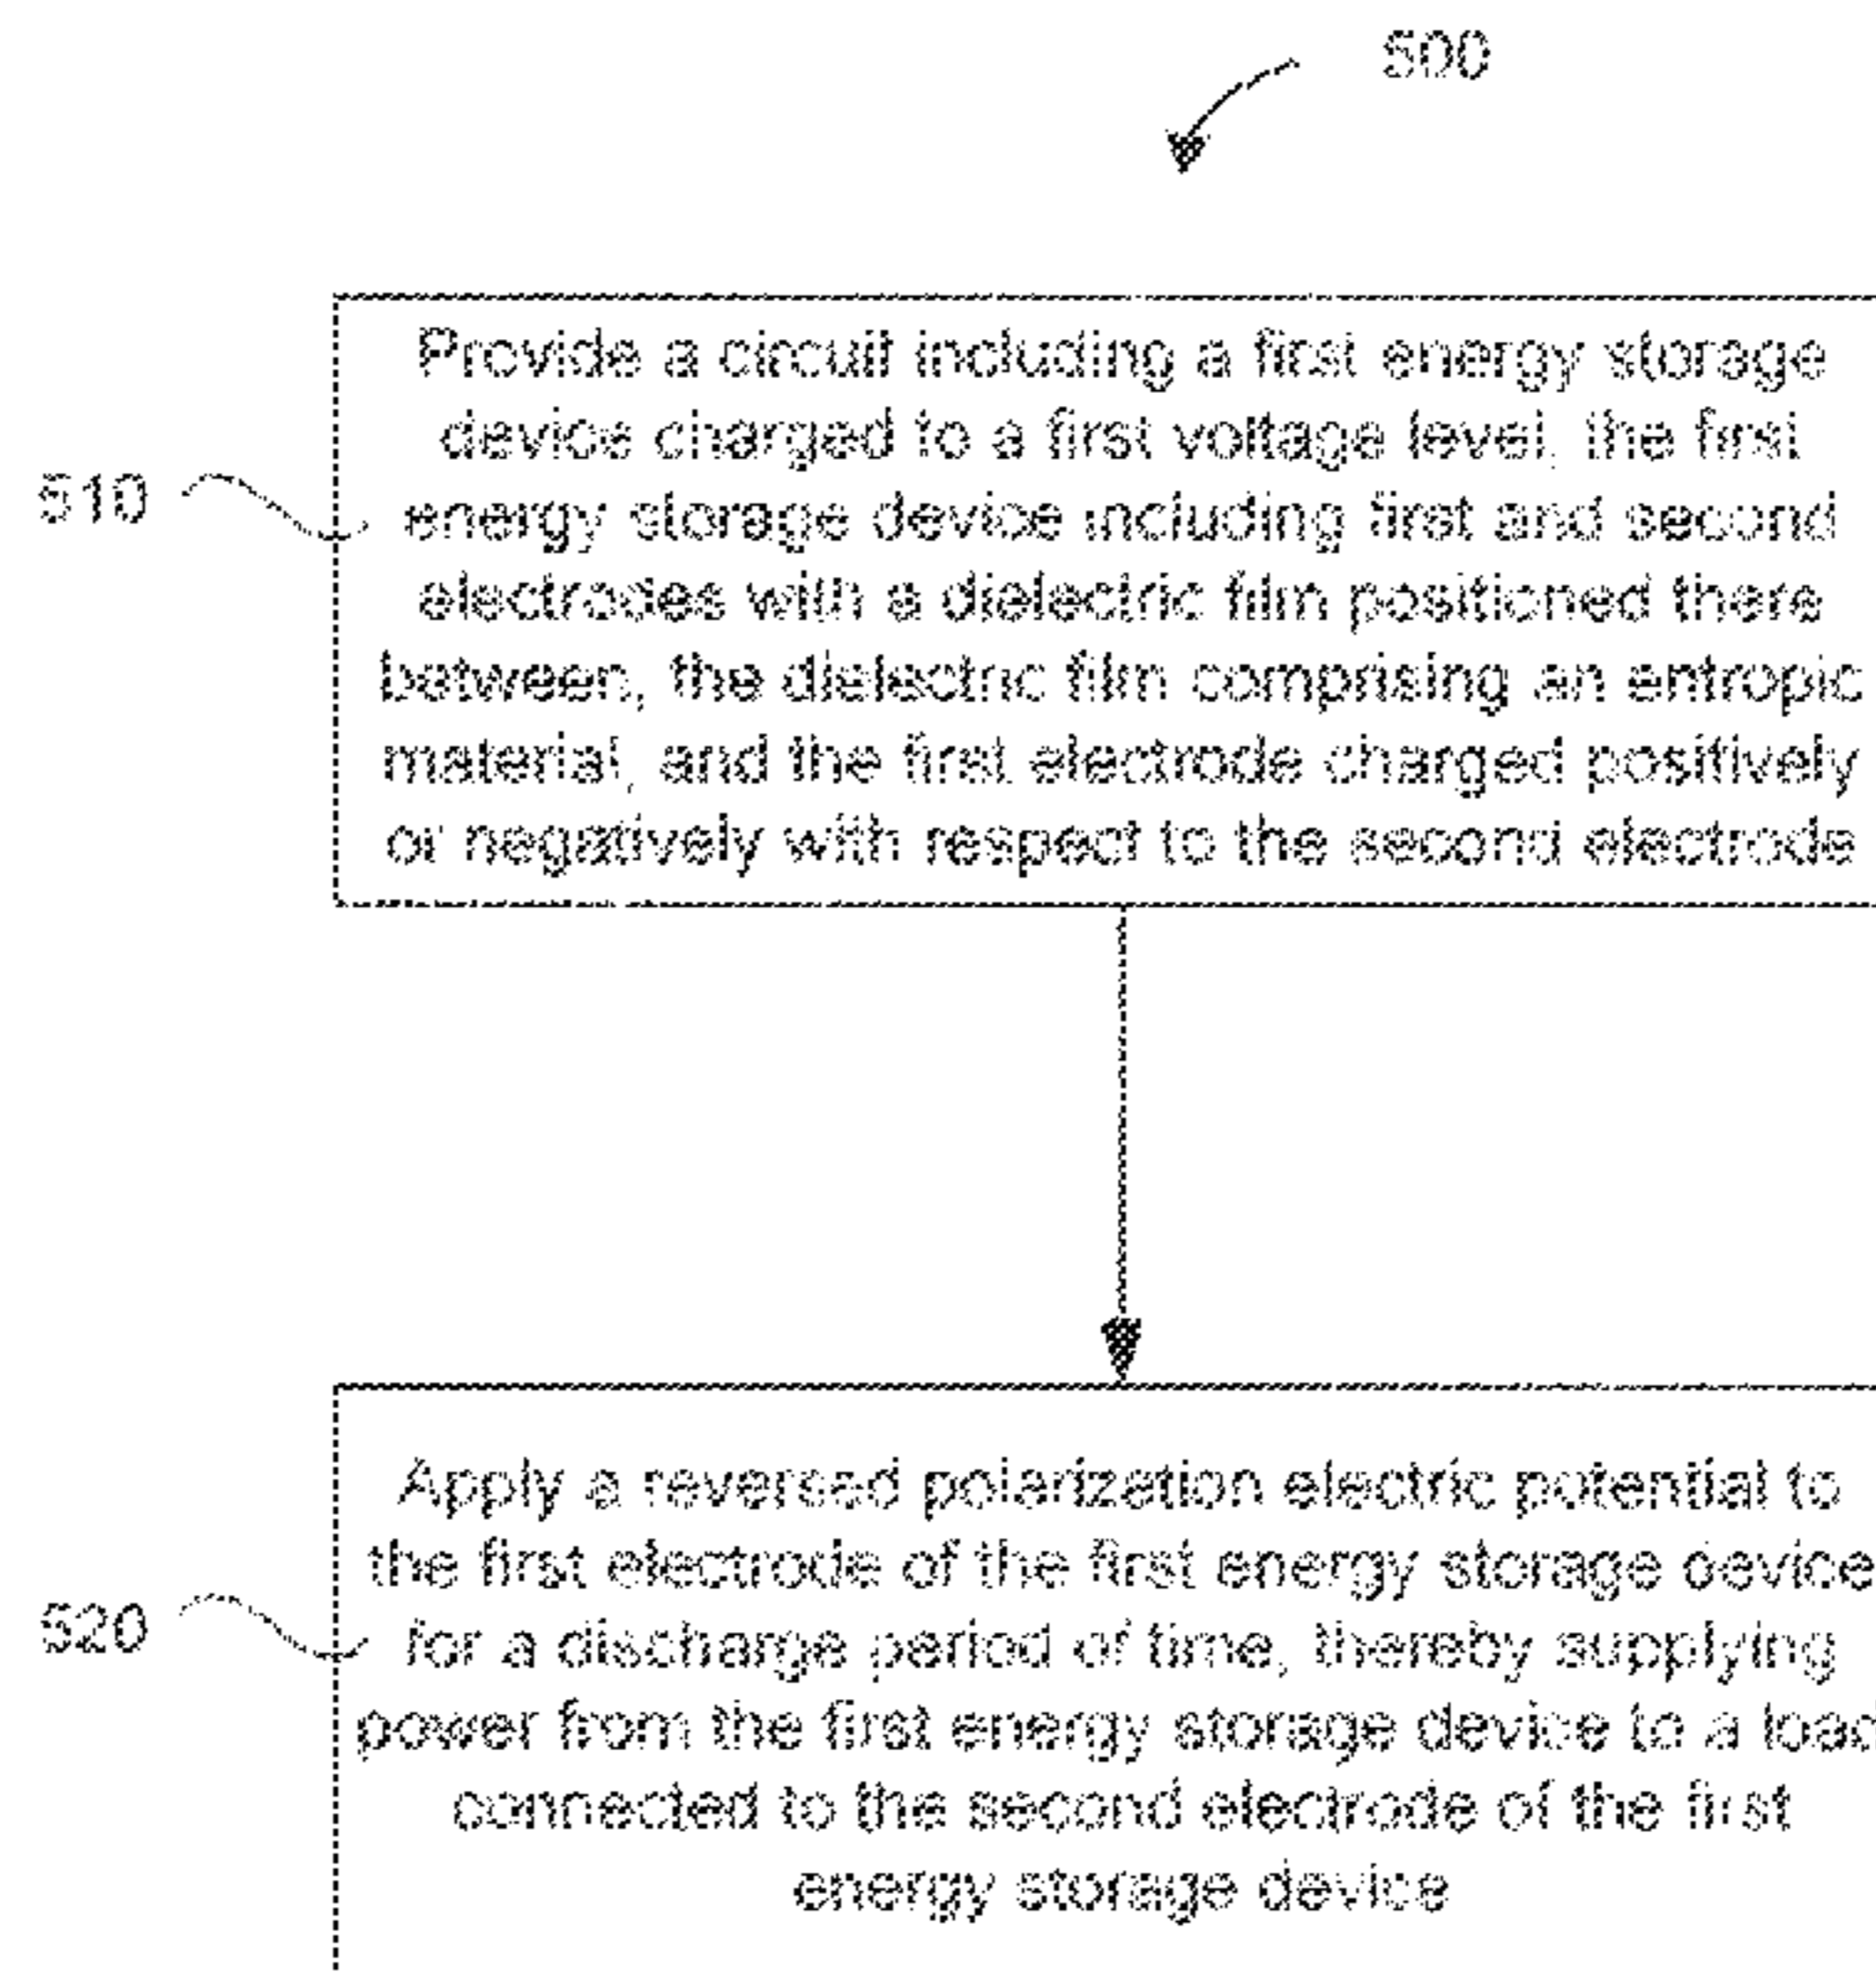 500
Provide a circuit including a first energy storage
device charged to a first voltage level, the first
510
energy storage device including first and second
electrodes with a dielectric film positioned there
between, the dielectric film comprising an entropic
material, and the first electrode charged positively
or negatively with respect to the second electrode
Apply a reversed polarization electric potential to
the first electrode of the first energy storage device
520
for a discharge period of time, thereby supplying
power from the first energy storage device to a load
connected to the second electrode of the first
energy storage device